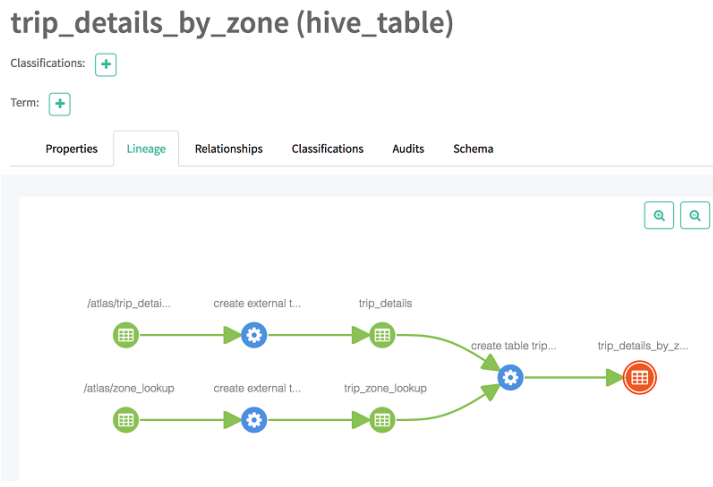 trip_details_by_zone (hive_table)
Classifications:
Term:
Properties Lineage Relationships Classifications Audits Schema
/atlas/trip_detai... create external t... trip_details
create table trip... trip_details_by_z...
/atlas/zone_lookup create external t... trip_zone_lookup